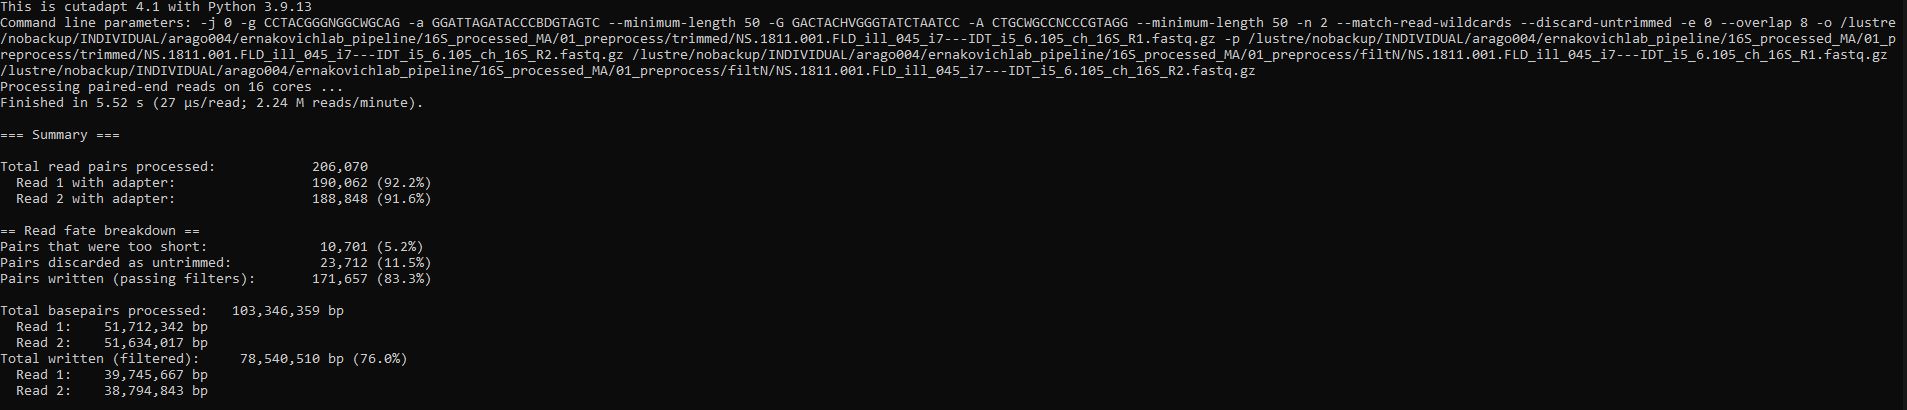 This is cutadapt 4.1 with Python 3.9.13
Command line parameters: -j 0 -g CCTACGGGNGGCWGCAG -a GGATTAGATACCCBDGTAGTC --minimum-length 50 -G GACTACHVGGGTATCTAATCC -A CTGCWGCCNCCCGTAGG --minimum-length 50 -n 2 --match-read-wildcards --discard-untrimmed -e 0 --overlap 8 -o /lustre
/nobackup/INDIVIDUAL/arago004/ernakovichlab_pipeline/16S_processed_MA/01_preprocess/trimmed/NS.1811.001.FLD_ill_045_i7---IDT_i5_6.105_ch_16S_R1.fastq.gz -p /lustre/nobackup/INDIVIDUAL/arago004/ernakovichlab_pipeline/16S_processed_MA/01_p
reprocess/trimmed/NS.1811.001.FLD_ill_045_i7---IDT_i5_6.105_ch_16S_R2.fastq.gz /lustre/nobackup/INDIVIDUAL/arago004/ernakovichlab_pipeline/16S_processed_MA/01_preprocess/filtN/NS.1811.001.FLD_ill_045_i7---IDT_i5_6.105_ch_16S_R1.fastq.gz
/lustre/nobackup/INDIVIDUAL/arago004/ernakovichlab_pipeline/16S_processed_MA/01_preprocess/filtN/NS.1811.001.FLD_ill_045_i7---IDT_i5_6.105_ch_16S_R2.fastq.gz
Processing paired-end reads on 16 cores ...
Finished in 5.52 s (27 µs/read; 2.24 M reads/minute).
=== Summary ===
Total read pairs processed: 206,070
Read 1 with adapter: 190,062 (92.2%)
Read 2 with adapter: 188,848 (91.6%)
== Read fate breakdown ==
Pairs that were too short: 10,701 (5.2%)
Pairs discarded as untrimmed: 23,712 (11.5%)
Pairs written (passing filters): 171,657 (83.3%)
Total basepairs processed: 103,346,359 bp
Read 1: 51,712,342 bp
Read 2: 51,634,017 bp
Total written (filtered): 78,540,510 bp (76.0%)
Read 1: 39,745,667 bp
Read 2: 38,794,843 bp